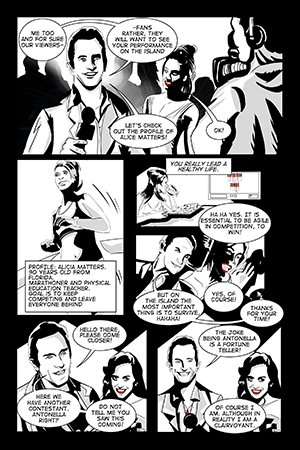 ME TOO
AND FOR SURE
OUR VIEWERS-
-FANS
RATHER, THEY
WILL WANT TO SEE
YOUR PERFORMANCE
ON THE
ISLAND
LET'S CHECK
OUT THE PROFILE OF
ALICE MATTERS!
OK!
PROFILE: ALICIA MATTERS.
30 YEARS OLD FROM
FLORIDA.
MARATHONER AND PHYSICAL
EDUCATION TEACHER.
GOAL IS TO KEEP
COMPETING AND LEAVE
EVERYONE BEHIND
YOU REALLY LEAD A
HEALTHY LIFE.
HA HA YES. IT IS
ESSENTIAL TO BE AGILE
IN COMPETITION, TO
WIN!
BUT ON
THE ISLAND THE MOST
IMPORTANT THING
IS TO SURVIVE,
HAHAHA!
YES, OF
COURSE!
THANKS
FOR YOUR
TIME!
HELLO THERE,
PLEASE COME
CLOSER!
HERE WE
HAVE ANOTHER
CONTESTANT.
ANTONELLA
RIGHT?
DO NOT
TELL ME YOU
SAW THIS
COMING!
THE JOKE
BEING ANTONELLA
IS A FORTUNE
TELLER!
OF COURSE I
AM. ALTHOUGH IN
REALITY I AM A
CLAIRVOYANT.